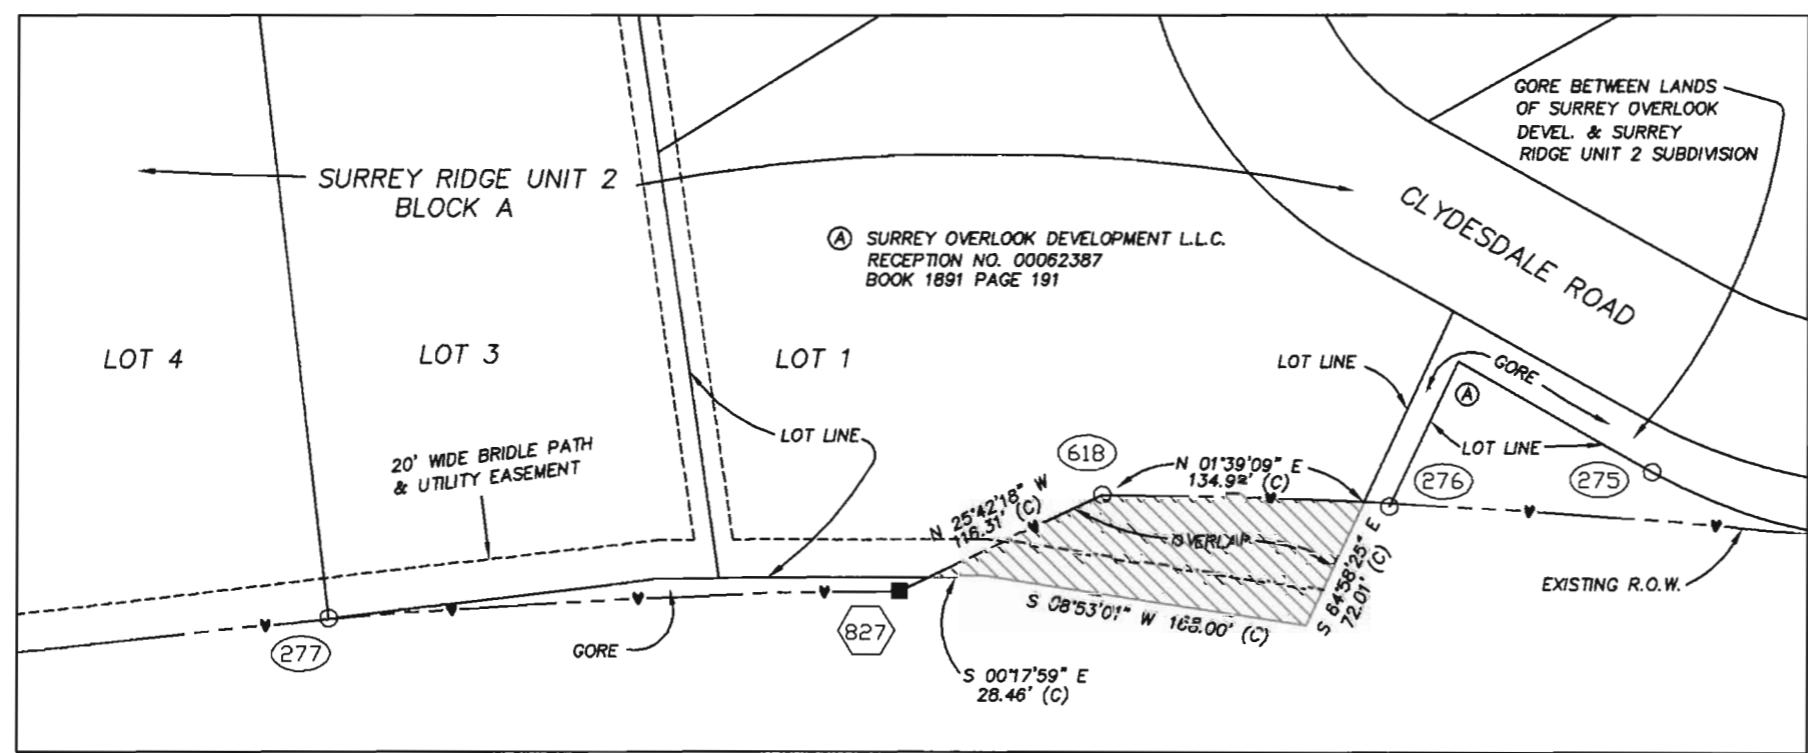 GORE BETWEEN LANDS
OF SURREY OVERLOOK
DEVEL. & SURREY
RIDGE UNIT 2 SUBDIVISION
SURREY RIDGE UNIT 2
BLOCK A
CLYDESDALE ROAD
A SURREY OVERLOOK DEVELOPMENT L.L.C.
RECEPTION NO. 00062387
BOOK 1891 PAGE 191
LOT 4
LOT 3
LOT 1
LOT LINE
GORE
A
20' WIDE BRIDLE PATH
& UTILITY EASEMENT
LOT LINE
618
LOT LINE
N 01°39'09" E
134.92' (C)
276
275
N 25°42'18" W
116.31' (C)
OVERLAP
S 64°58'25" E
72.01' (C)
EXISTING R.O.W.
S 08°53'01" W 168.00' (C)
277
GORE
827
S 00°17'59" E
28.46' (C)